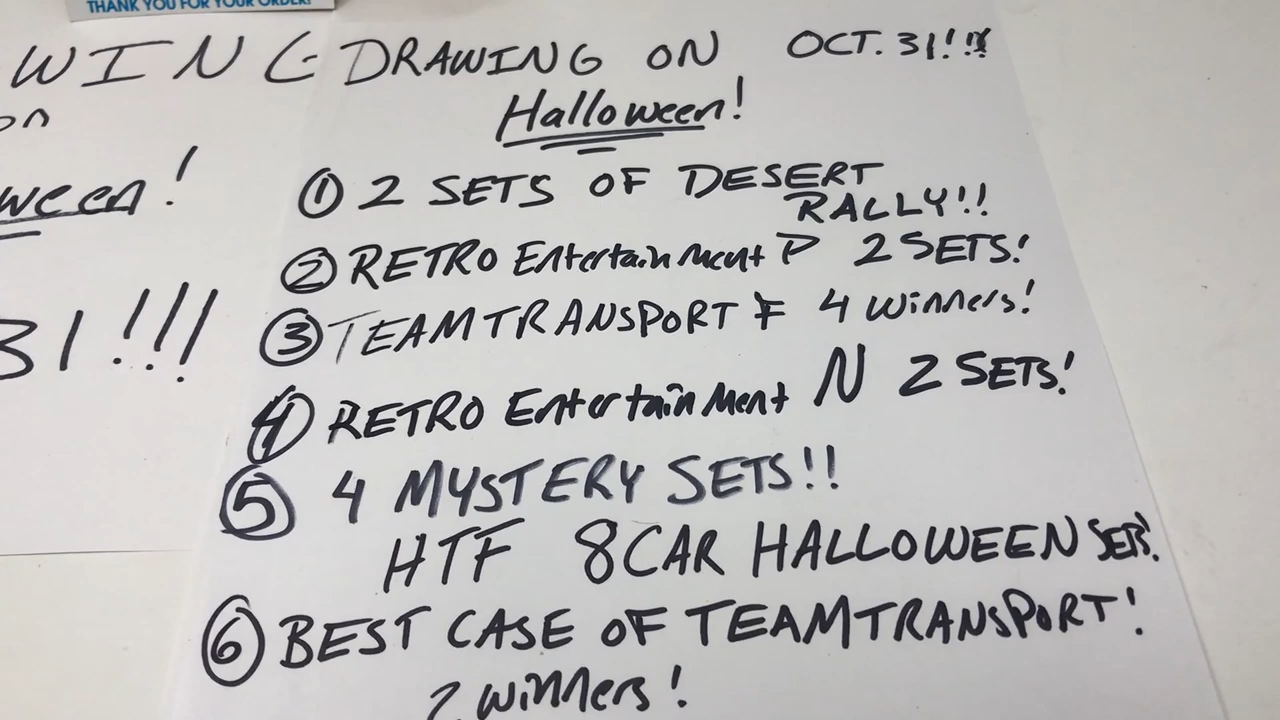 THANK YOU FOR YOUR ORDER!
WING
on
ween!
31!!!
DRAWING ON OCT. 31!!!
Halloween!
① 2 SETS OF DESERT
RALLY!!
② RETRO Entertainment P 2 SETS!
③ TEAMTRANSPORT F 4 winners!
④ RETRO Entertainment N 2 SETS!
⑤ 4 MYSTERY SETS!!
HTF 8CAR HALLOWEEN SETS!
⑥ BEST CASE OF TEAMTRANSPORT!
2 winners!